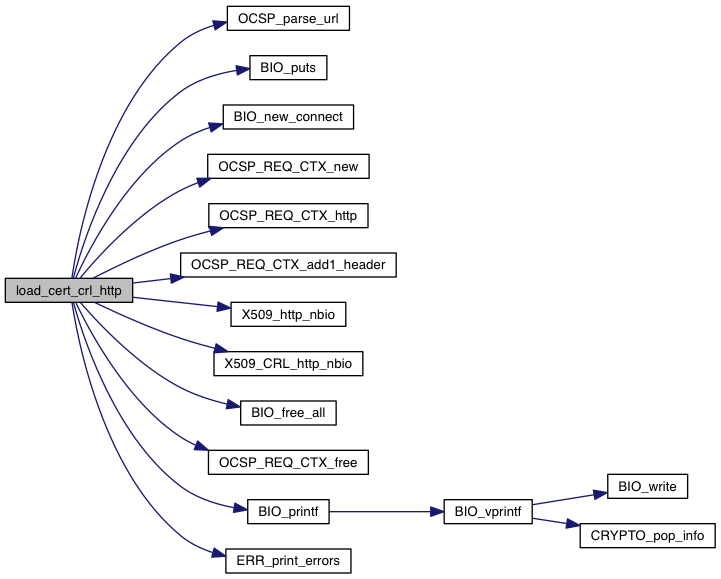 OCSP_parse_url
BIO_puts
BIO_new_connect
OCSP_REQ_CTX_new
OCSP_REQ_CTX_http
OCSP_REQ_CTX_add1_header
load_cert_crl_http
X509_http_nbio
X509_CRL_http_nbio
BIO_free_all
OCSP_REQ_CTX_free
BIO_printf
BIO_vprintf
BIO_write
CRYPTO_pop_info
ERR_print_errors